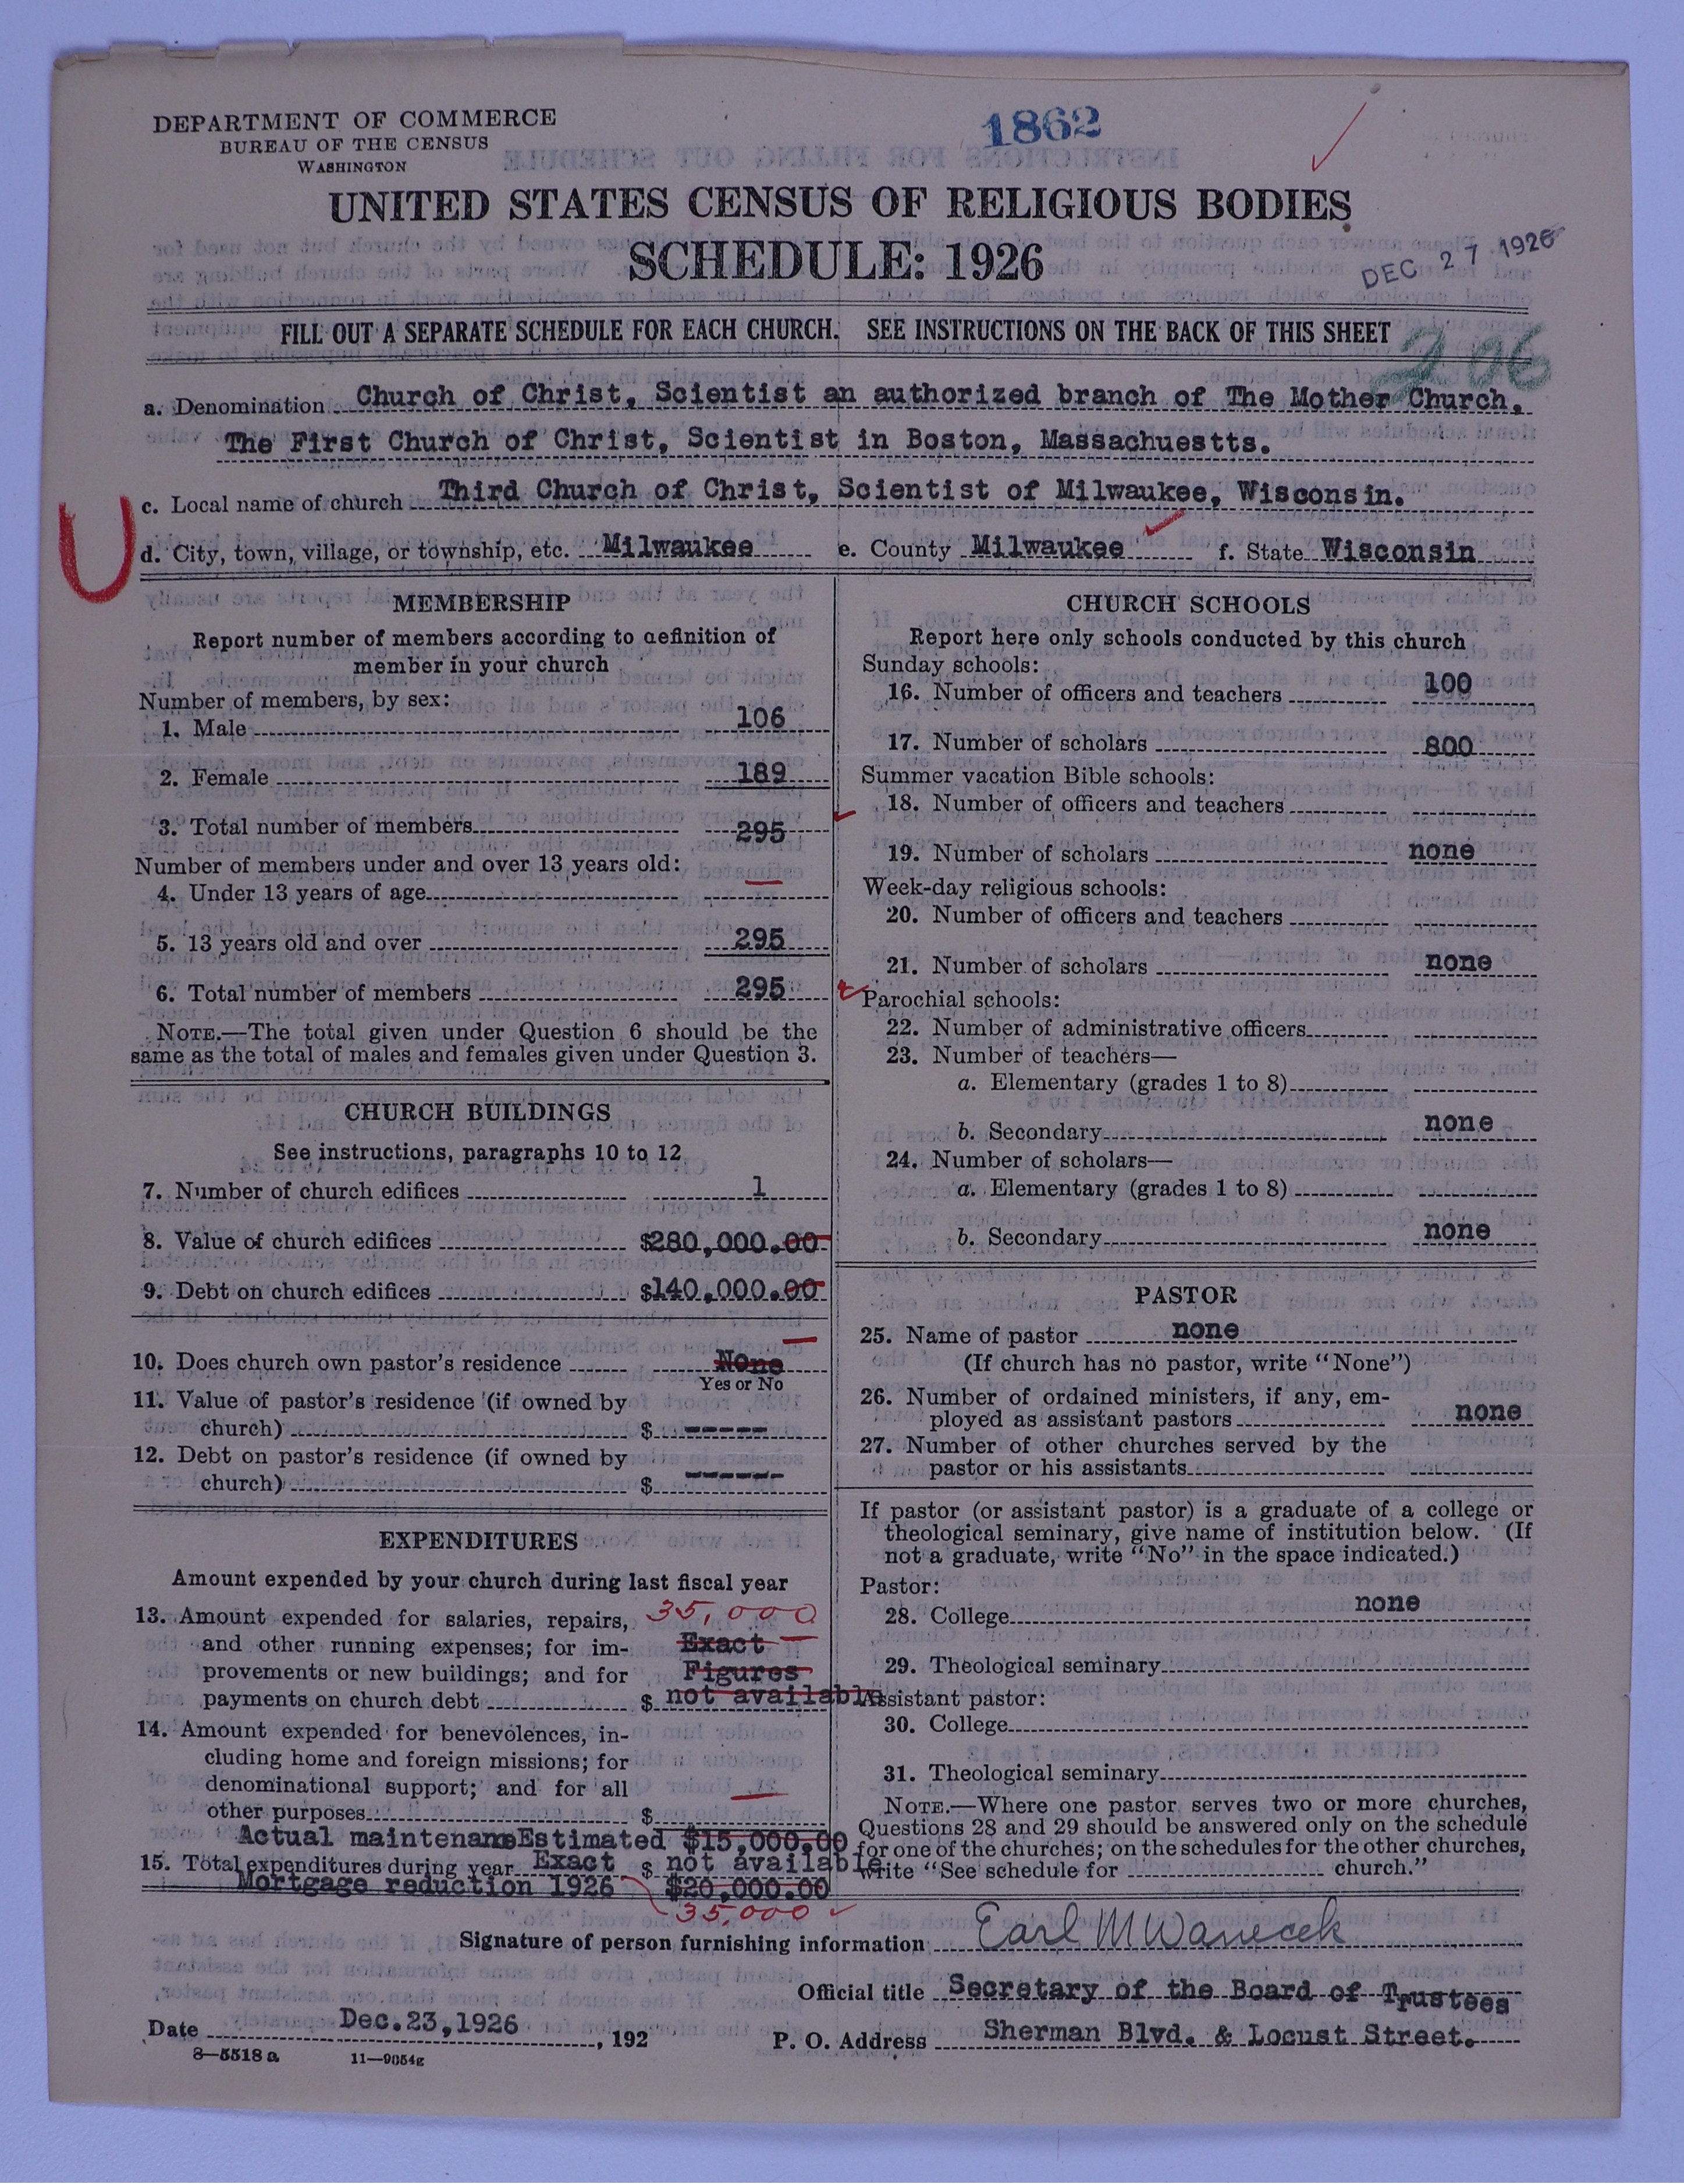 DEPARTMENT OF COMMERCE
BUREAU OF THE CENSUS
WASHINGTON
1862
UNITED STATES CENSUS OF RELIGIOUS BODIES
SCHEDULE: 1926
DEC 27 1926
FILL OUT A SEPARATE SCHEDULE FOR EACH CHURCH. SEE INSTRUCTIONS ON THE BACK OF THIS SHEET
206
a. Denomination Church of Christ, Scientist an authorized branch of The Mother Church,
The First Church of Christ, Scientist in Boston, Massachuestts.
c. Local name of church Third Church of Christ, Scientist of Milwaukee, Wisconsin.
d. City, town, village, or township, etc. Milwaukee e. County Milwaukee f. State Wisconsin
MEMBERSHIP
Report number of members according to definition of
member in your church
Number of members, by sex:
1. Male 106
2. Female 189
3. Total number of members 295
Number of members under and over 13 years old:
4. Under 13 years of age —
5. 13 years old and over 295
6. Total number of members 295
NOTE.—The total given under Question 6 should be the
same as the total of males and females given under Question 3.
CHURCH BUILDINGS
See instructions, paragraphs 10 to 12
7. Number of church edifices 1
8. Value of church edifices $280,000.00
9. Debt on church edifices $140,000.00
10. Does church own pastor's residence None
Yes or No
11. Value of pastor's residence (if owned by
church) $ -----
12. Debt on pastor's residence (if owned by
church) $ ------
EXPENDITURES
Amount expended by your church during last fiscal year
13. Amount expended for salaries, repairs, 35,000
and other running expenses; for im- Exact
provements or new buildings; and for Figures
payments on church debt $ not available
14. Amount expended for benevolences, in-
cluding home and foreign missions; for
denominational support; and for all
other purposes $ —
Actual maintenance Estimated $15,000.00
15. Total expenditures during year Exact $ not available
Mortgage reduction 1926 $20,000.00
35,000
CHURCH SCHOOLS
Report here only schools conducted by this church
Sunday schools:
16. Number of officers and teachers 100
17. Number of scholars 800
Summer vacation Bible schools:
18. Number of officers and teachers
19. Number of scholars none
Week-day religious schools:
20. Number of officers and teachers
21. Number of scholars none
Parochial schools:
22. Number of administrative officers
23. Number of teachers—
a. Elementary (grades 1 to 8)
b. Secondary none
24. Number of scholars—
a. Elementary (grades 1 to 8)
b. Secondary none
PASTOR
25. Name of pastor none
(If church has no pastor, write "None")
26. Number of ordained ministers, if any, em-
ployed as assistant pastors none
27. Number of other churches served by the
pastor or his assistants
If pastor (or assistant pastor) is a graduate of a college or
theological seminary, give name of institution below. (If
not a graduate, write "No" in the space indicated.)
Pastor:
28. College none
29. Theological seminary
Assistant pastor:
30. College
31. Theological seminary
NOTE.—Where one pastor serves two or more churches,
Questions 28 and 29 should be answered only on the schedule
for one of the churches; on the schedules for the other churches,
write "See schedule for church."
Signature of person furnishing information Earl M Wanecek
Official title Secretary of the Board of Trustees
Date Dec. 23, 1926, 192
P. O. Address Sherman Blvd. & Locust Street.
8—5518 a 11—9054g